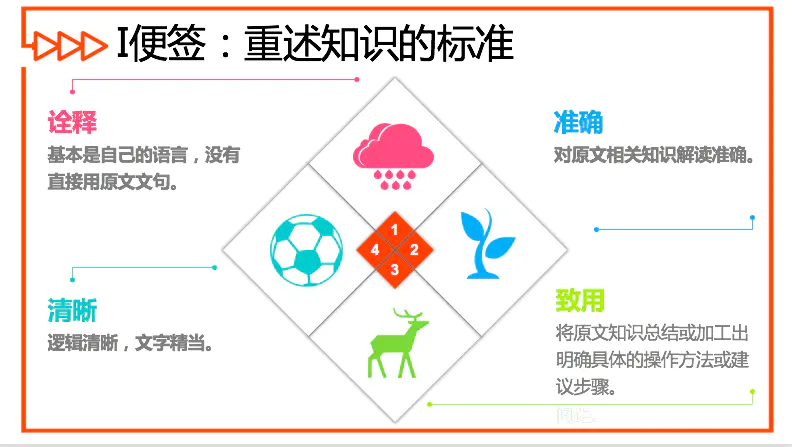 I便签：重述知识的标准
诠释
基本是自己的语言，没有
直接用原文文句。
准确
对原文相关知识解读准确。
1
4 2
3
清晰
逻辑清晰，文字精当。
致用
将原文知识总结或加工出
明确具体的操作方法或建
议步骤。